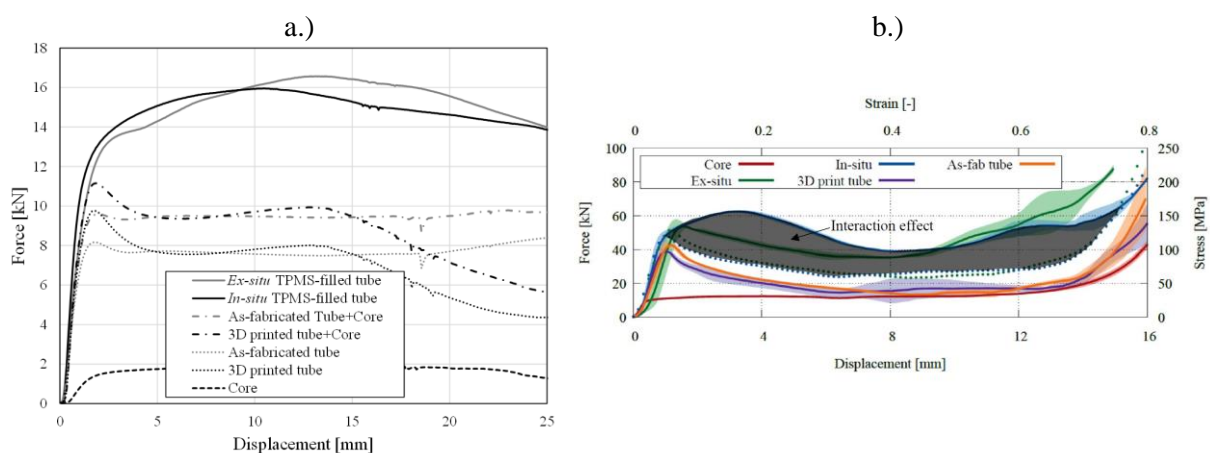 a.)
18
16
14
12
10
8
6
4
2
0
Force [kN]
Ex-situ TPMS-filled tube
In-situ TPMS-filled tube
As-fabricated Tube+Core
3D printed tube+Core
As-fabricated tube
3D printed tube
Core
0 5 10 15 20 25
Displacement [mm]
b.)
Strain [-]
0 0.2 0.4 0.6 0.8
100
80
60
40
20
0
Force [kN]
Core In-situ As-fab tube
Ex-situ 3D print tube
Interaction effect
250
200
150
100
50
0
Stress [MPa]
0 4 8 12 16
Displacement [mm]